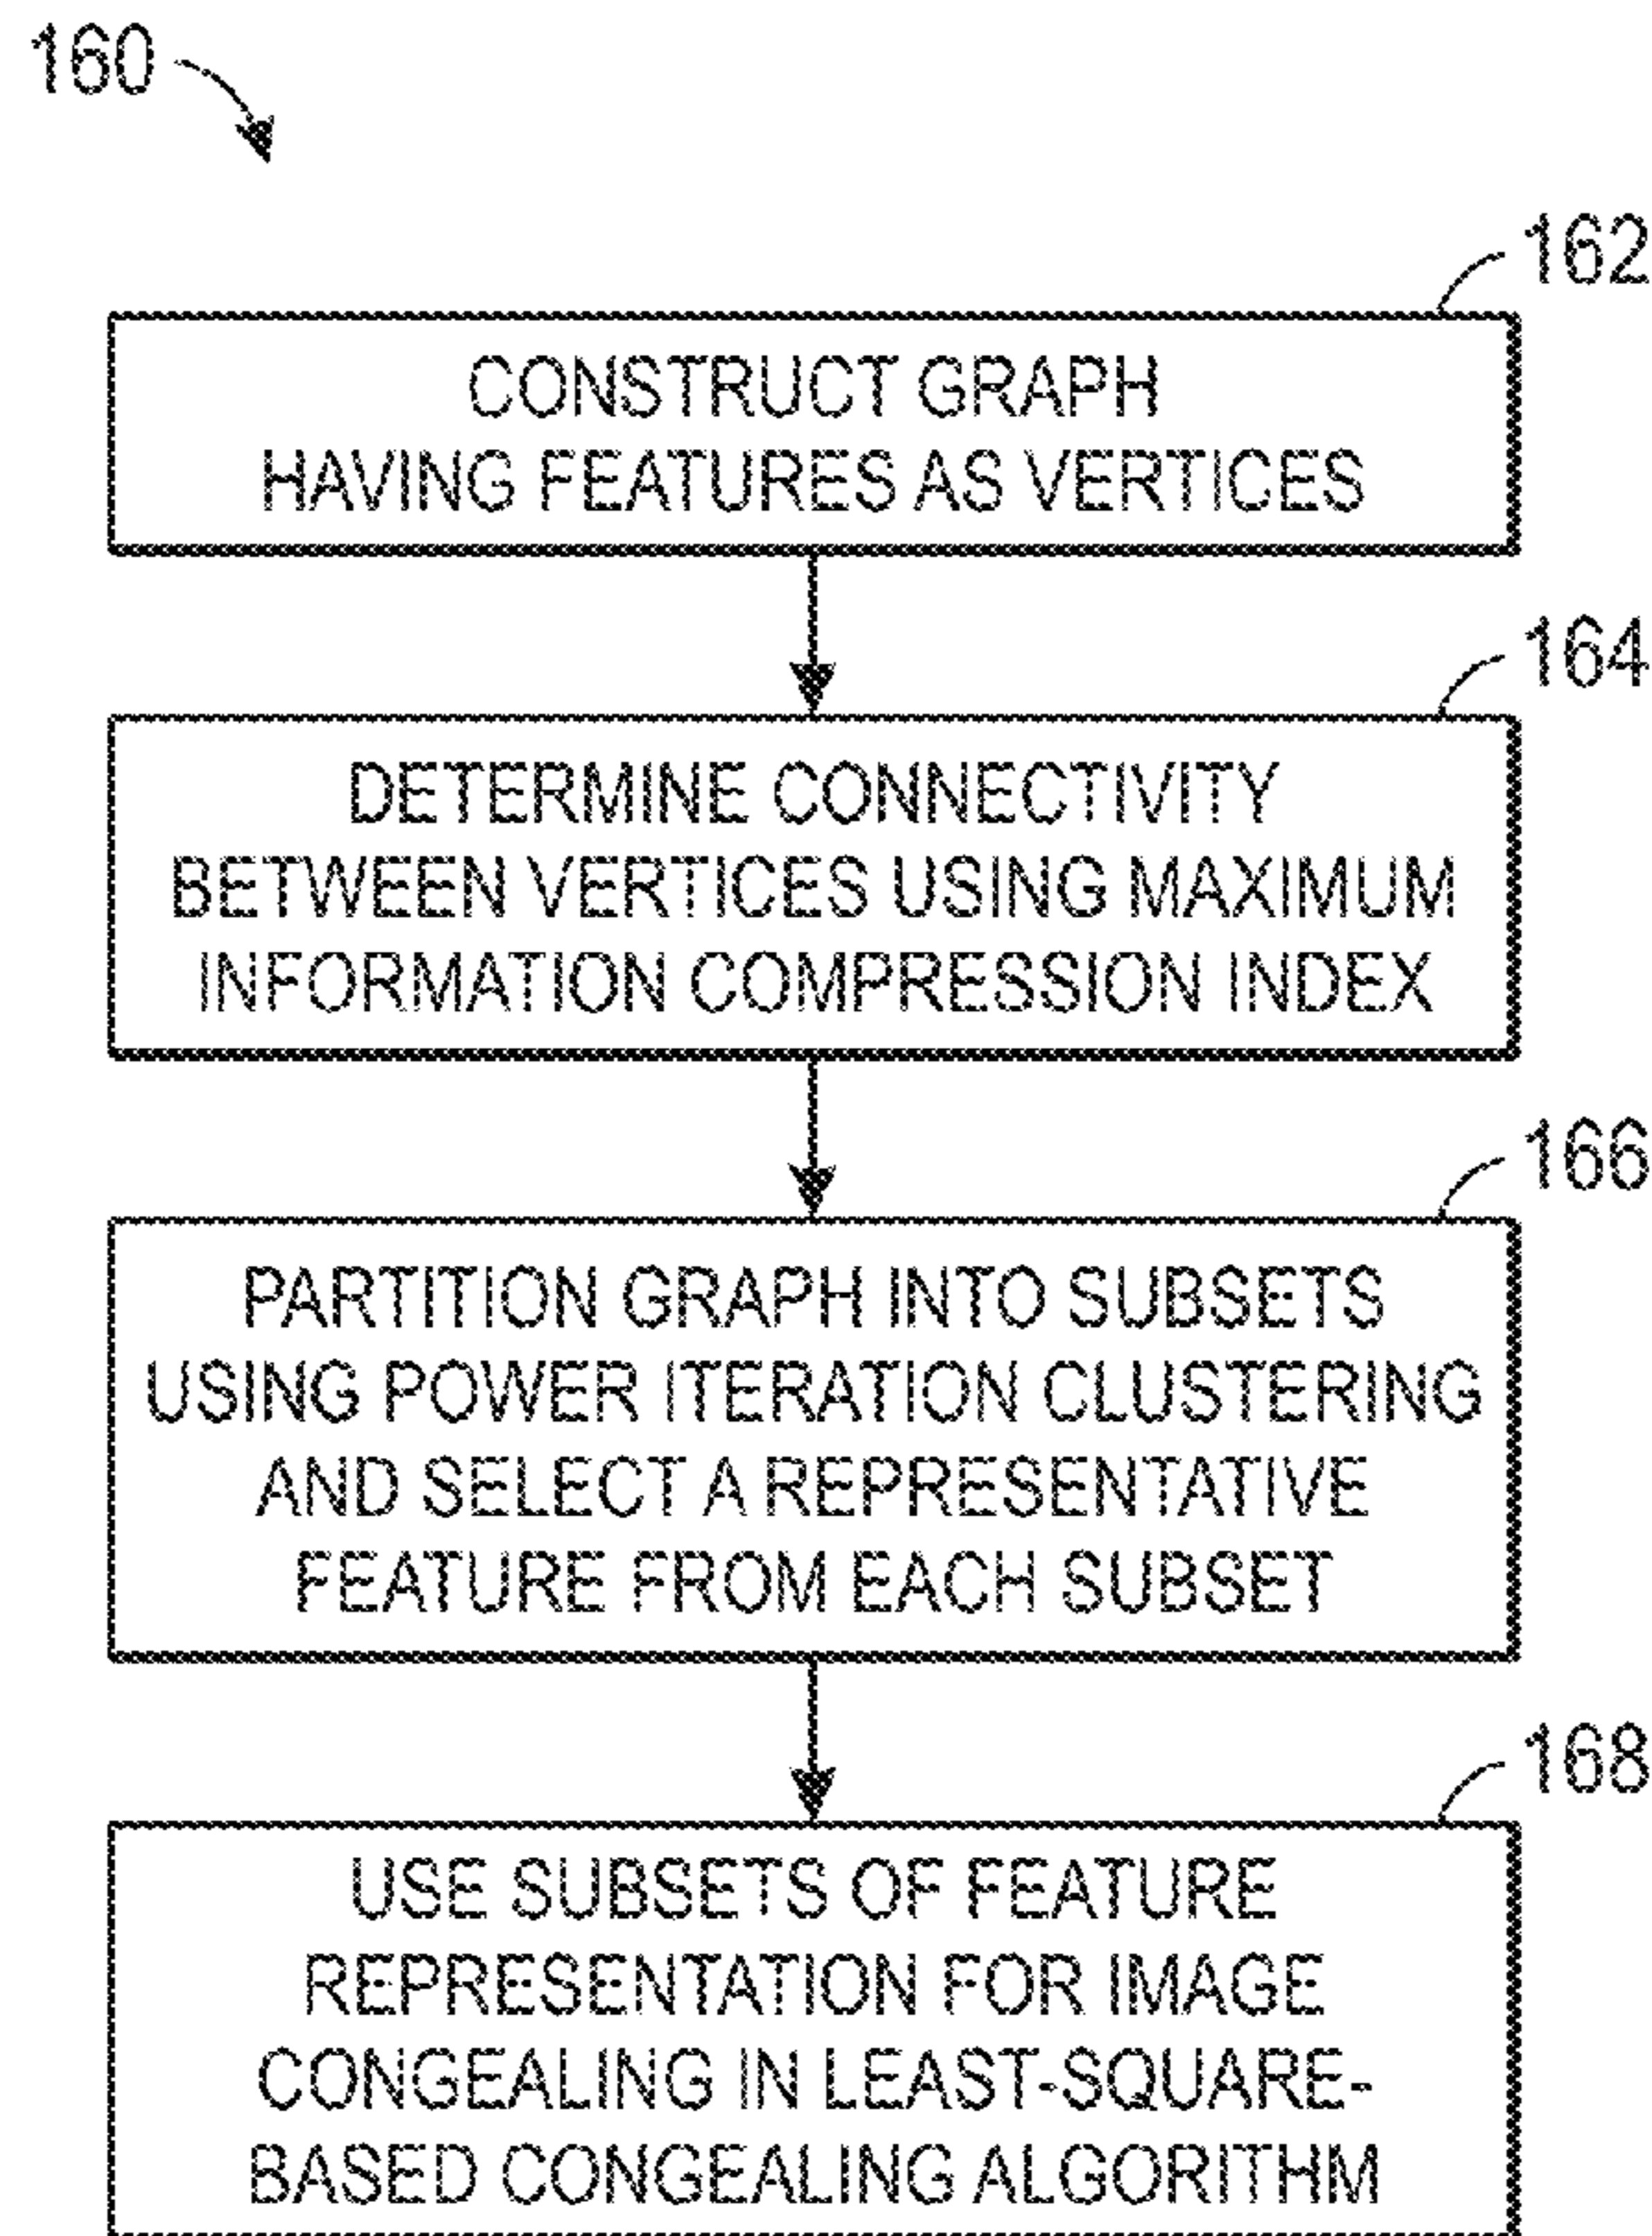 160
162
CONSTRUCT GRAPH
HAVING FEATURES AS VERTICES
164
DETERMINE CONNECTIVITY
BETWEEN VERTICES USING MAXIMUM
INFORMATION COMPRESSION INDEX
166
PARTITION GRAPH INTO SUBSETS
USING POWER ITERATION CLUSTERING
AND SELECT A REPRESENTATIVE
FEATURE FROM EACH SUBSET
168
USE SUBSETS OF FEATURE
REPRESENTATION FOR IMAGE
CONGEALING IN LEAST-SQUARE-
BASED CONGEALING ALGORITHM